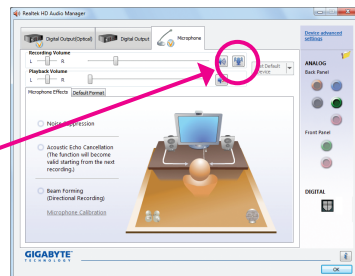 Realtek HD Audio Manager
Digital Output(Optical)
Digital Output
Microphone
Device advanced
settings
Recording Volume
L
R
Set Default
Device
Playback Volume
L
R
Microphone Effects
Default Format
Noise Suppression
Acoustic Echo Cancellation
(The function will become
valid starting from the next
recording.)
Beam Forming
(Directional Recording)
Microphone Calibration
ANALOG
Back Panel
Front Panel
DIGITAL
GIGABYTE™
TECHNOLOGY
OK